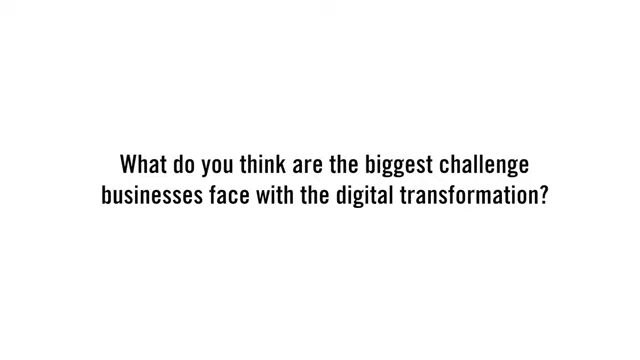 What do you think are the biggest challenge
businesses face with the digital transformation?